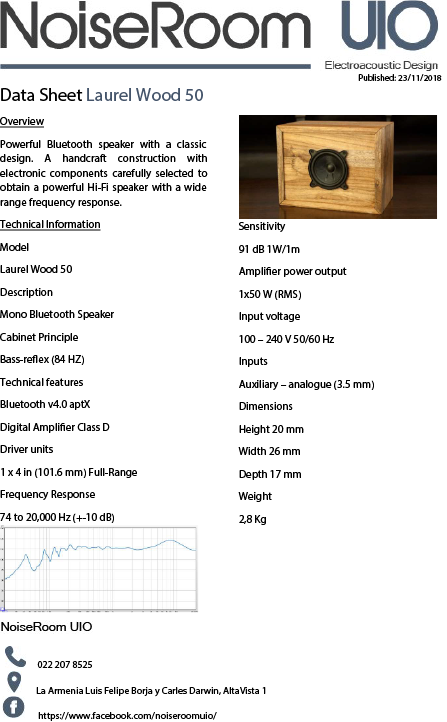 NoiseRoom UIO
Electroacoustic Design
Published: 23/11/2018
Data Sheet Laurel Wood 50
Overview
Powerful Bluetooth speaker with a classic
design. A handcraft construction with
electronic components carefully selected to
obtain a powerful Hi-Fi speaker with a wide
range frequency response.
Technical Information
Model
Laurel Wood 50
Description
Mono Bluetooth Speaker
Cabinet Principle
Bass-reflex (84 HZ)
Technical features
Bluetooth v4.0 aptX
Digital Amplifier Class D
Driver units
1 x 4 in (101.6 mm) Full-Range
Frequency Response
74 to 20,000 Hz (+-10 dB)
Sensitivity
91 dB 1W/1m
Amplifier power output
1x50 W (RMS)
Input voltage
100 – 240 V 50/60 Hz
Inputs
Auxiliary – analogue (3.5 mm)
Dimensions
Height 20 mm
Width 26 mm
Depth 17 mm
Weight
2,8 Kg
NoiseRoom UIO
022 207 8525
La Armenia Luis Felipe Borja y Carles Darwin, AltaVista 1
https://www.facebook.com/noiseroomuio/